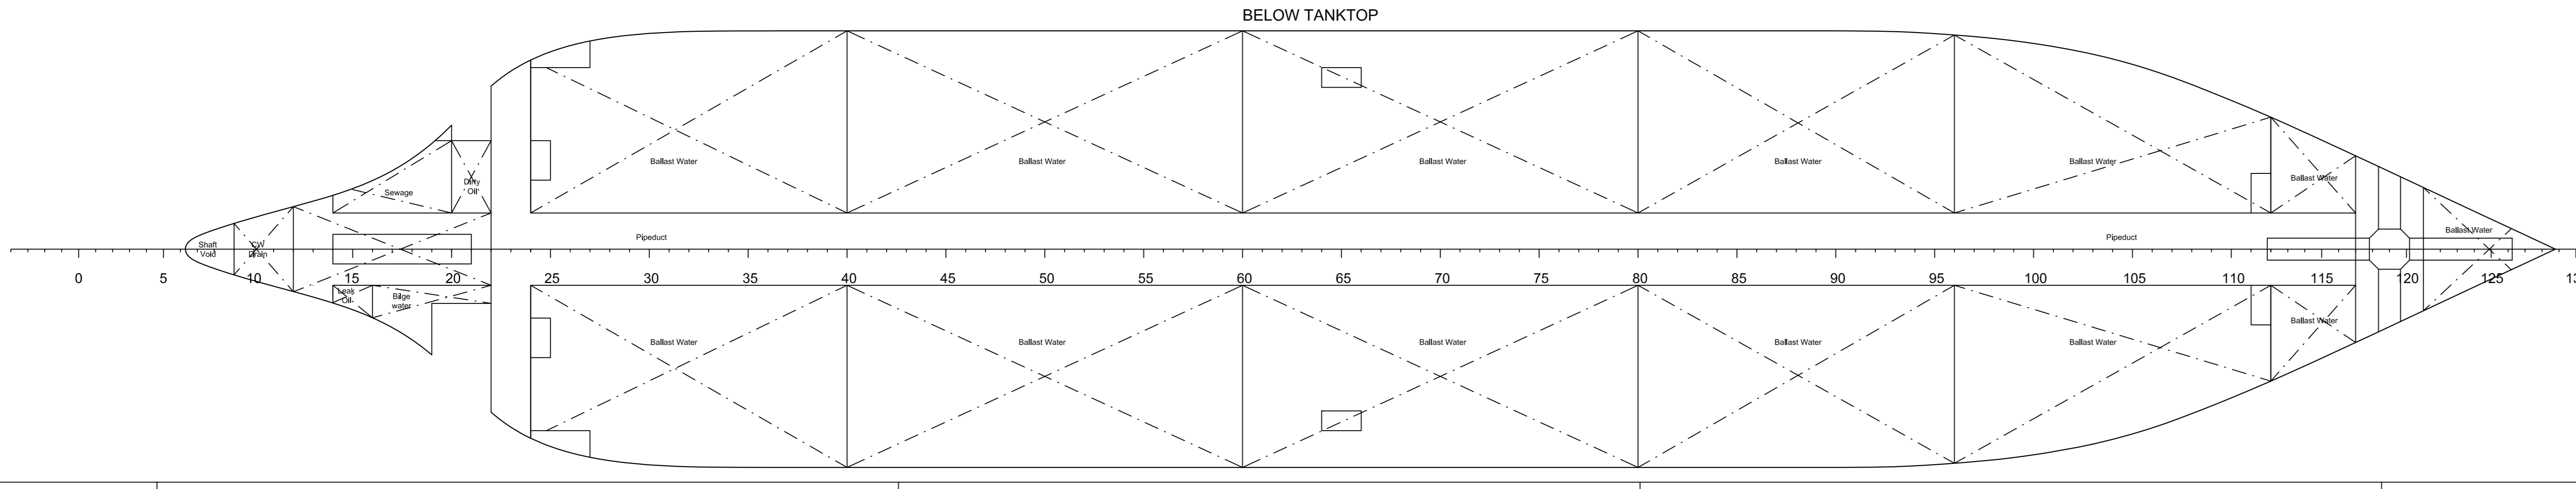 BELOW TANKTOP
Ballast Water
Ballast Water
Ballast Water
Ballast Water
Ballast Water
Ballast Water
Dirty
Oil
Sewage
Shaft
Void
CW
Drain
Pipeduct
Pipeduct
Ballast Water
0 5 10 15 20 25 30 35 40 45 50 55 60 65 70 75 80 85 90 95 100 105 110 115 120 125
Leak
Oil
Bilge
water
Ballast Water
Ballast Water
Ballast Water
Ballast Water
Ballast Water
Ballast Water